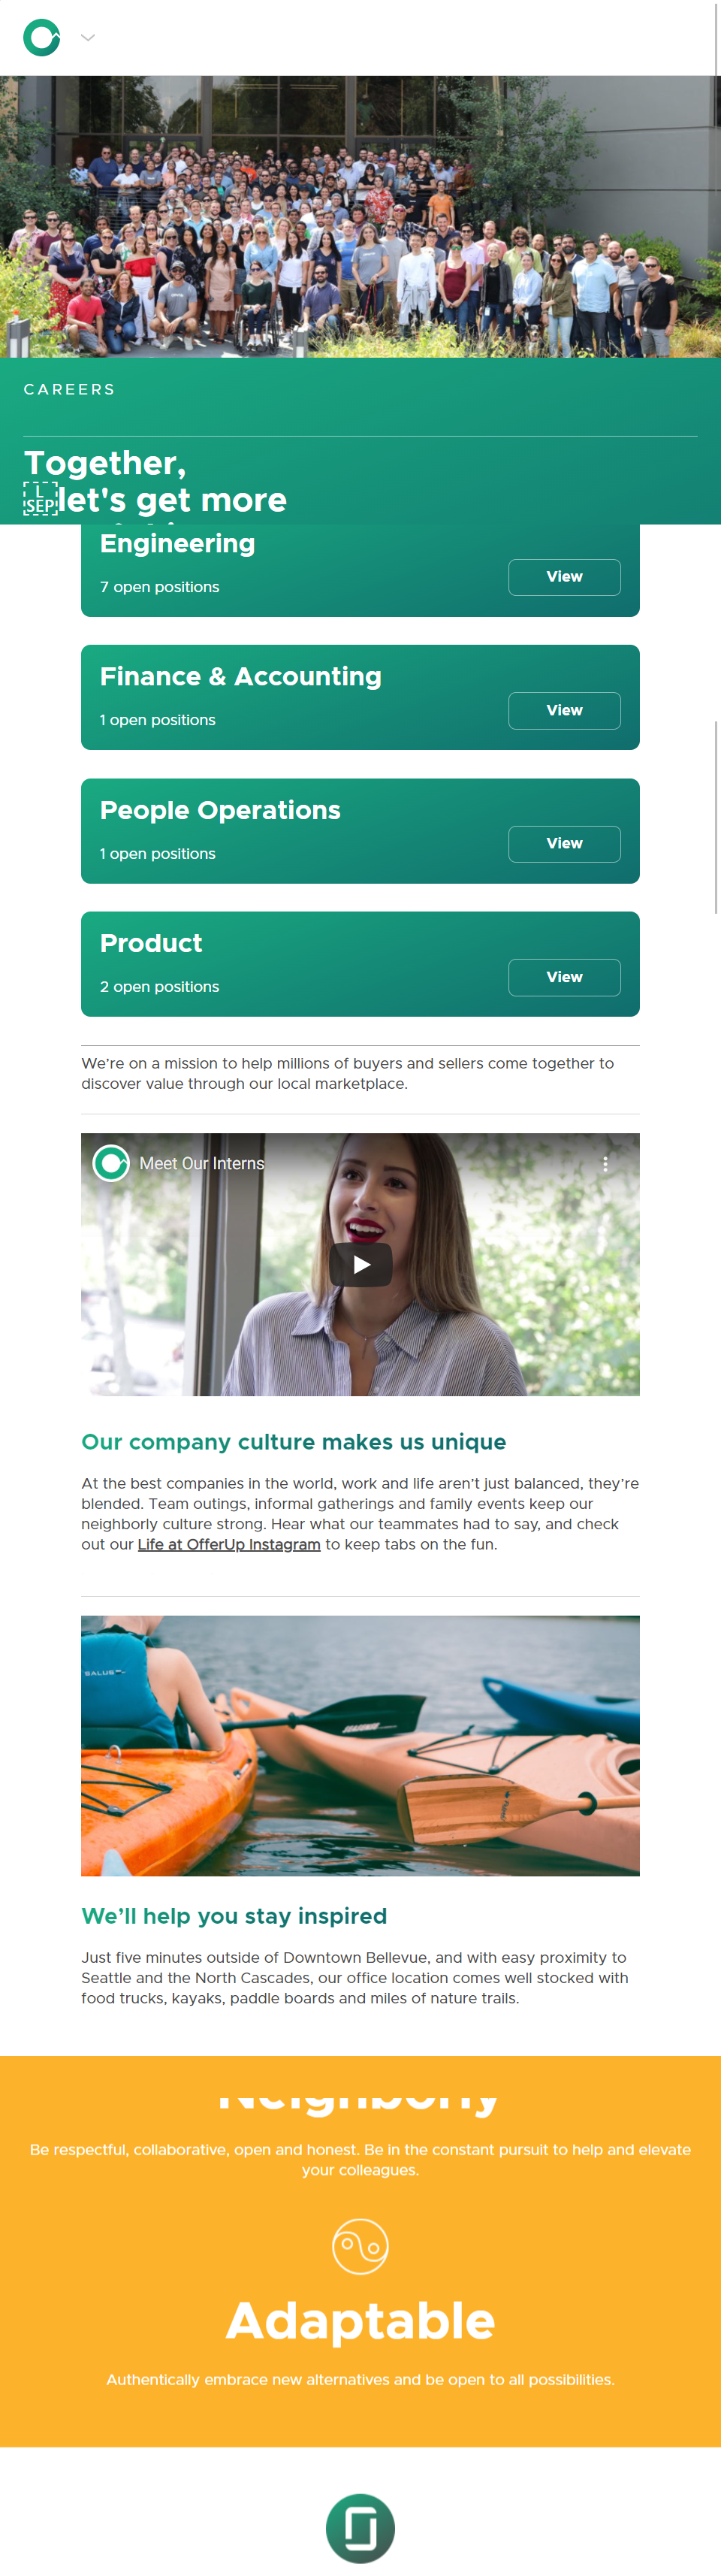 CAREERS
Together,
let's get more
Engineering
7 open positions
View
Finance & Accounting
1 open positions
View
People Operations
1 open positions
View
Product
2 open positions
View
We’re on a mission to help millions of buyers and sellers come together to
discover value through our local marketplace.
Meet Our Interns
Our company culture makes us unique
At the best companies in the world, work and life aren’t just balanced, they’re
blended. Team outings, informal gatherings and family events keep our
neighborly culture strong. Hear what our teammates had to say, and check
out our Life at OfferUp Instagram to keep tabs on the fun.
SALUS
We’ll help you stay inspired
Just five minutes outside of Downtown Bellevue, and with easy proximity to
Seattle and the North Cascades, our office location comes well stocked with
food trucks, kayaks, paddle boards and miles of nature trails.
Neighborly
Be respectful, collaborative, open and honest. Be in the constant pursuit to help and elevate
your colleagues.
Adaptable
Authentically embrace new alternatives and be open to all possibilities.